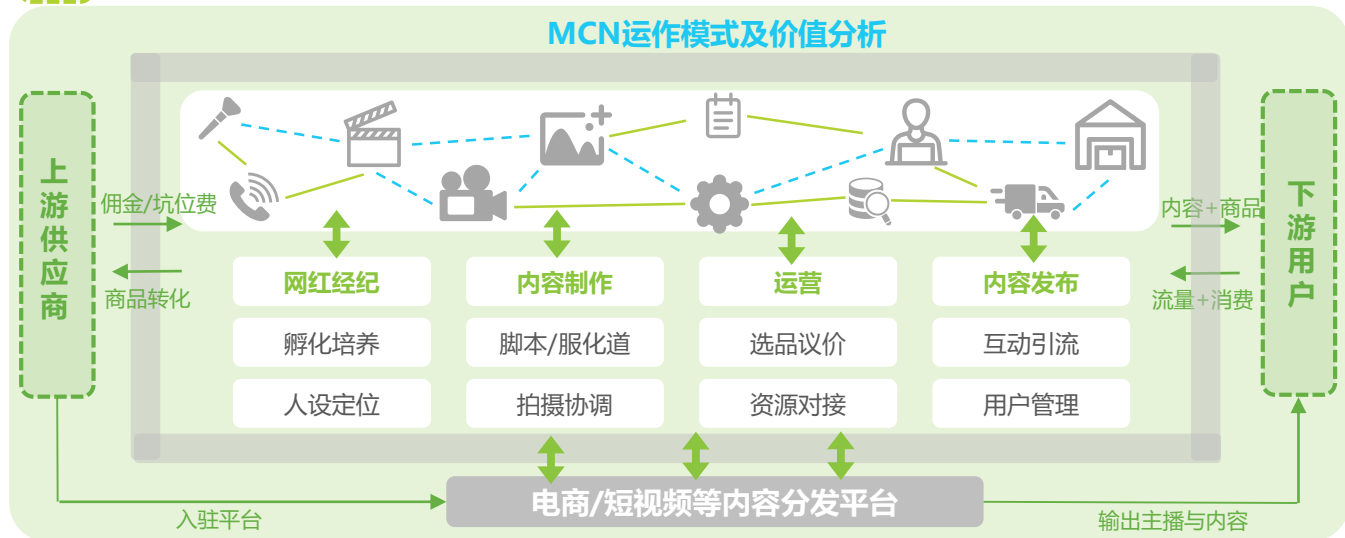 MCN运作模式及价值分析
上游供应商
佣金/坑位费
商品转化
网红经纪
内容制作
运营
内容发布
孵化培养
脚本/服化道
选品议价
互动引流
人设定位
拍摄协调
资源对接
用户管理
内容+商品
流量+消费
下游用户
电商/短视频等内容分发平台
入驻平台
输出主播与内容